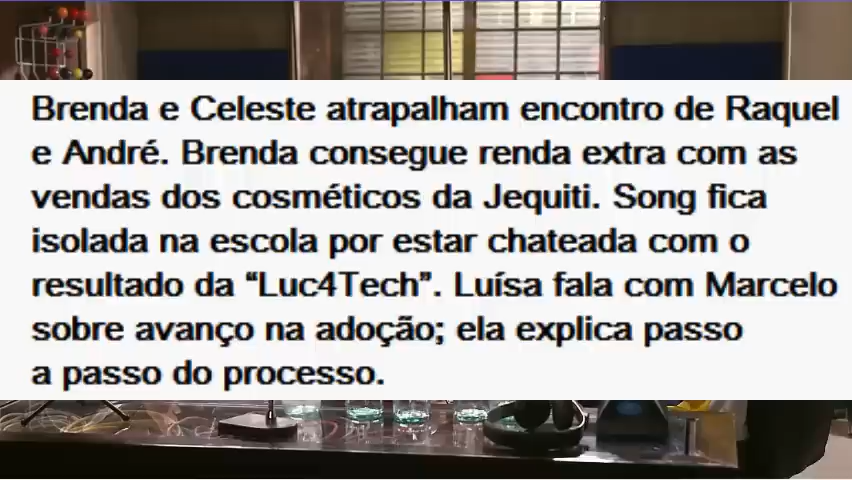 Brenda e Celeste atrapalham encontro de Raquel
e André. Brenda consegue renda extra com as
vendas dos cosméticos da Jequiti. Song fica
isolada na escola por estar chateada com o
resultado da “Luc4Tech”. Luísa fala com Marcelo
sobre avanço na adoção; ela explica passo
a passo do processo.